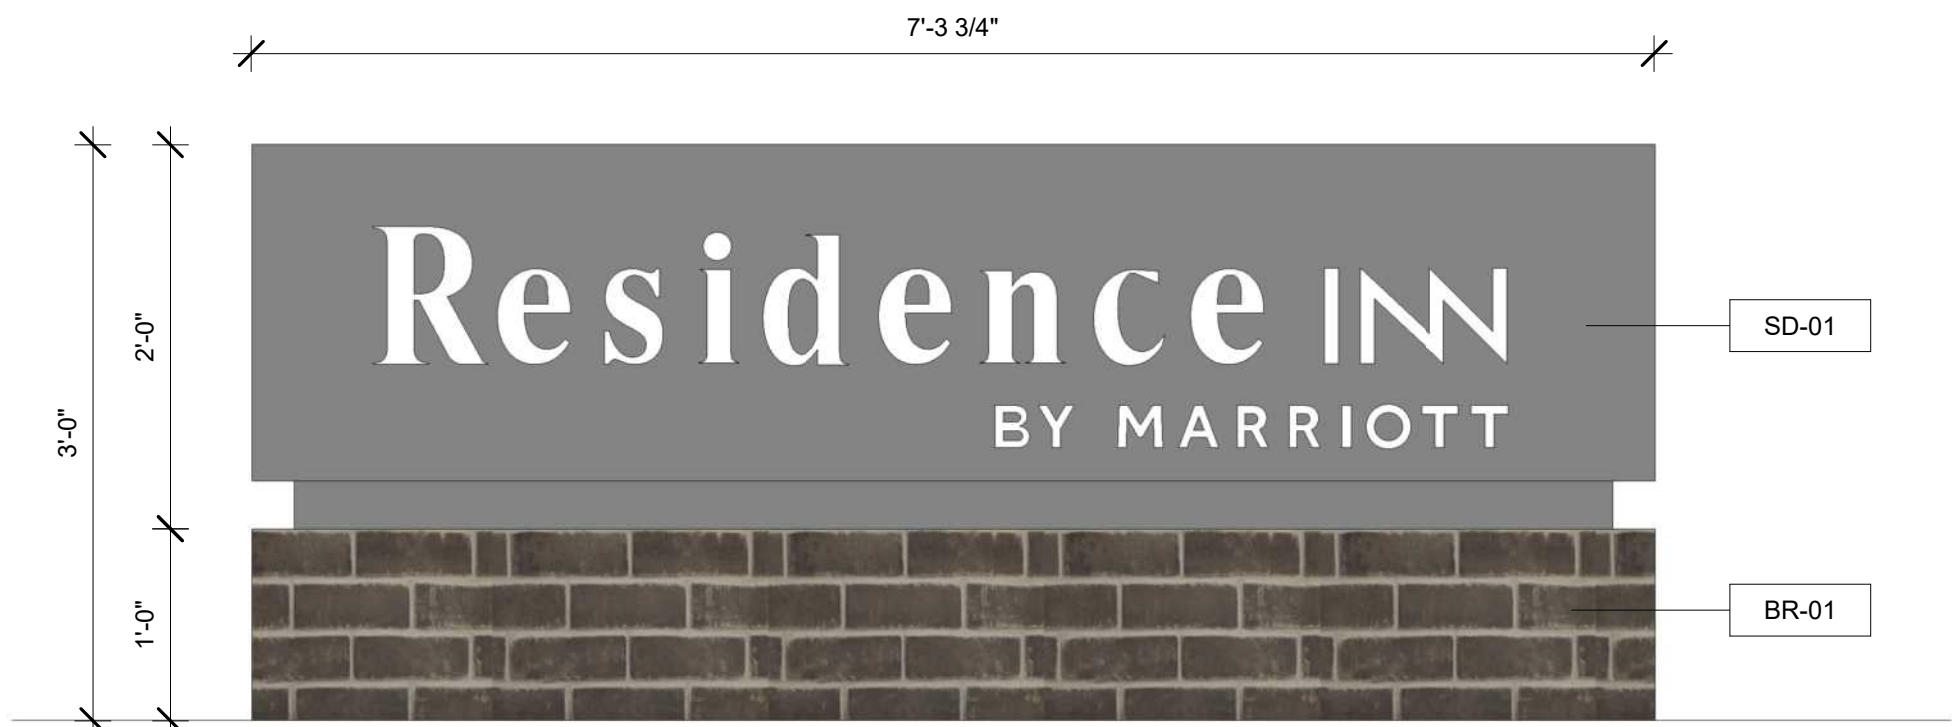 7'-3 3/4"
Residence INN
BY MARRIOTT
2'-0"
3'-0"
1'-0"
SD-01
BR-01